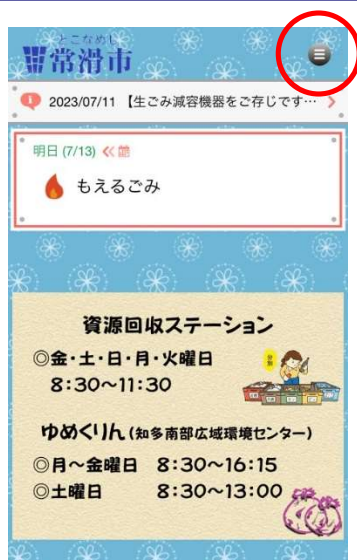 とこなめし
常滑市
2023/07/11 【生ごみ減容機器をご存じです…
明日 (7/13)
もえるごみ
資源回収ステーション
◎金・土・日・月・火曜日
8:30~11:30
ゆめくりん(知多南部広域環境センター)
◎月~金曜日 8:30~16:15
◎土曜日 8:30~13:00